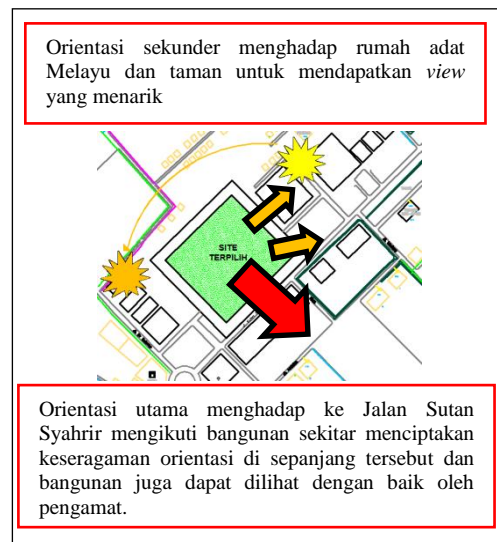 Orientasi sekunder menghadap rumah adat
Melayu dan taman untuk mendapatkan view
yang menarik
SITE
TERPILIH
Orientasi utama menghadap ke Jalan Sutan
Syahrir mengikuti bangunan sekitar menciptakan
keseragaman orientasi di sepanjang tersebut dan
bangunan juga dapat dilihat dengan baik oleh
pengamat.